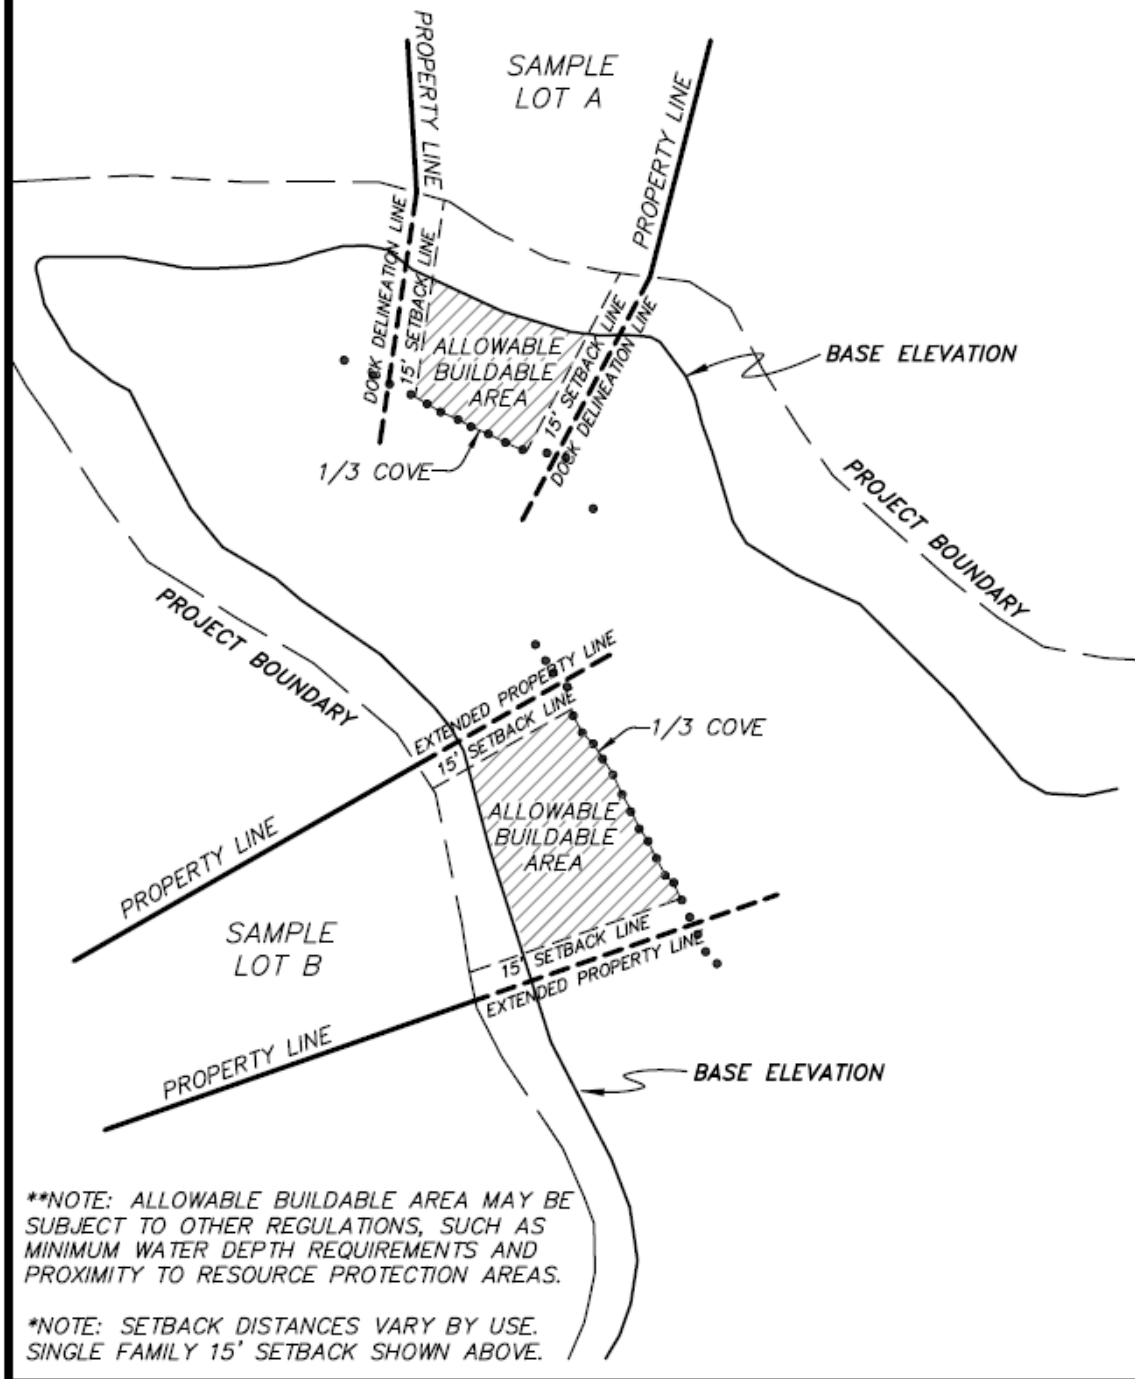 SAMPLE
LOT A
PROPERTY LINE
PROPERTY LINE
DOCK DELINEATION LINE
15' SETBACK LINE
ALLOWABLE
BUILDABLE
AREA
15' SETBACK LINE
DOCK DELINEATION LINE
BASE ELEVATION
1/3 COVE
PROJECT BOUNDARY
PROJECT BOUNDARY
EXTENDED PROPERTY LINE
15' SETBACK LINE
1/3 COVE
ALLOWABLE
BUILDABLE
AREA
PROPERTY LINE
SAMPLE
LOT B
15' SETBACK LINE
EXTENDED PROPERTY LINE
PROPERTY LINE
BASE ELEVATION
**NOTE: ALLOWABLE BUILDABLE AREA MAY BE
SUBJECT TO OTHER REGULATIONS, SUCH AS
MINIMUM WATER DEPTH REQUIREMENTS AND
PROXIMITY TO RESOURCE PROTECTION AREAS.
*NOTE: SETBACK DISTANCES VARY BY USE.
SINGLE FAMILY 15' SETBACK SHOWN ABOVE.